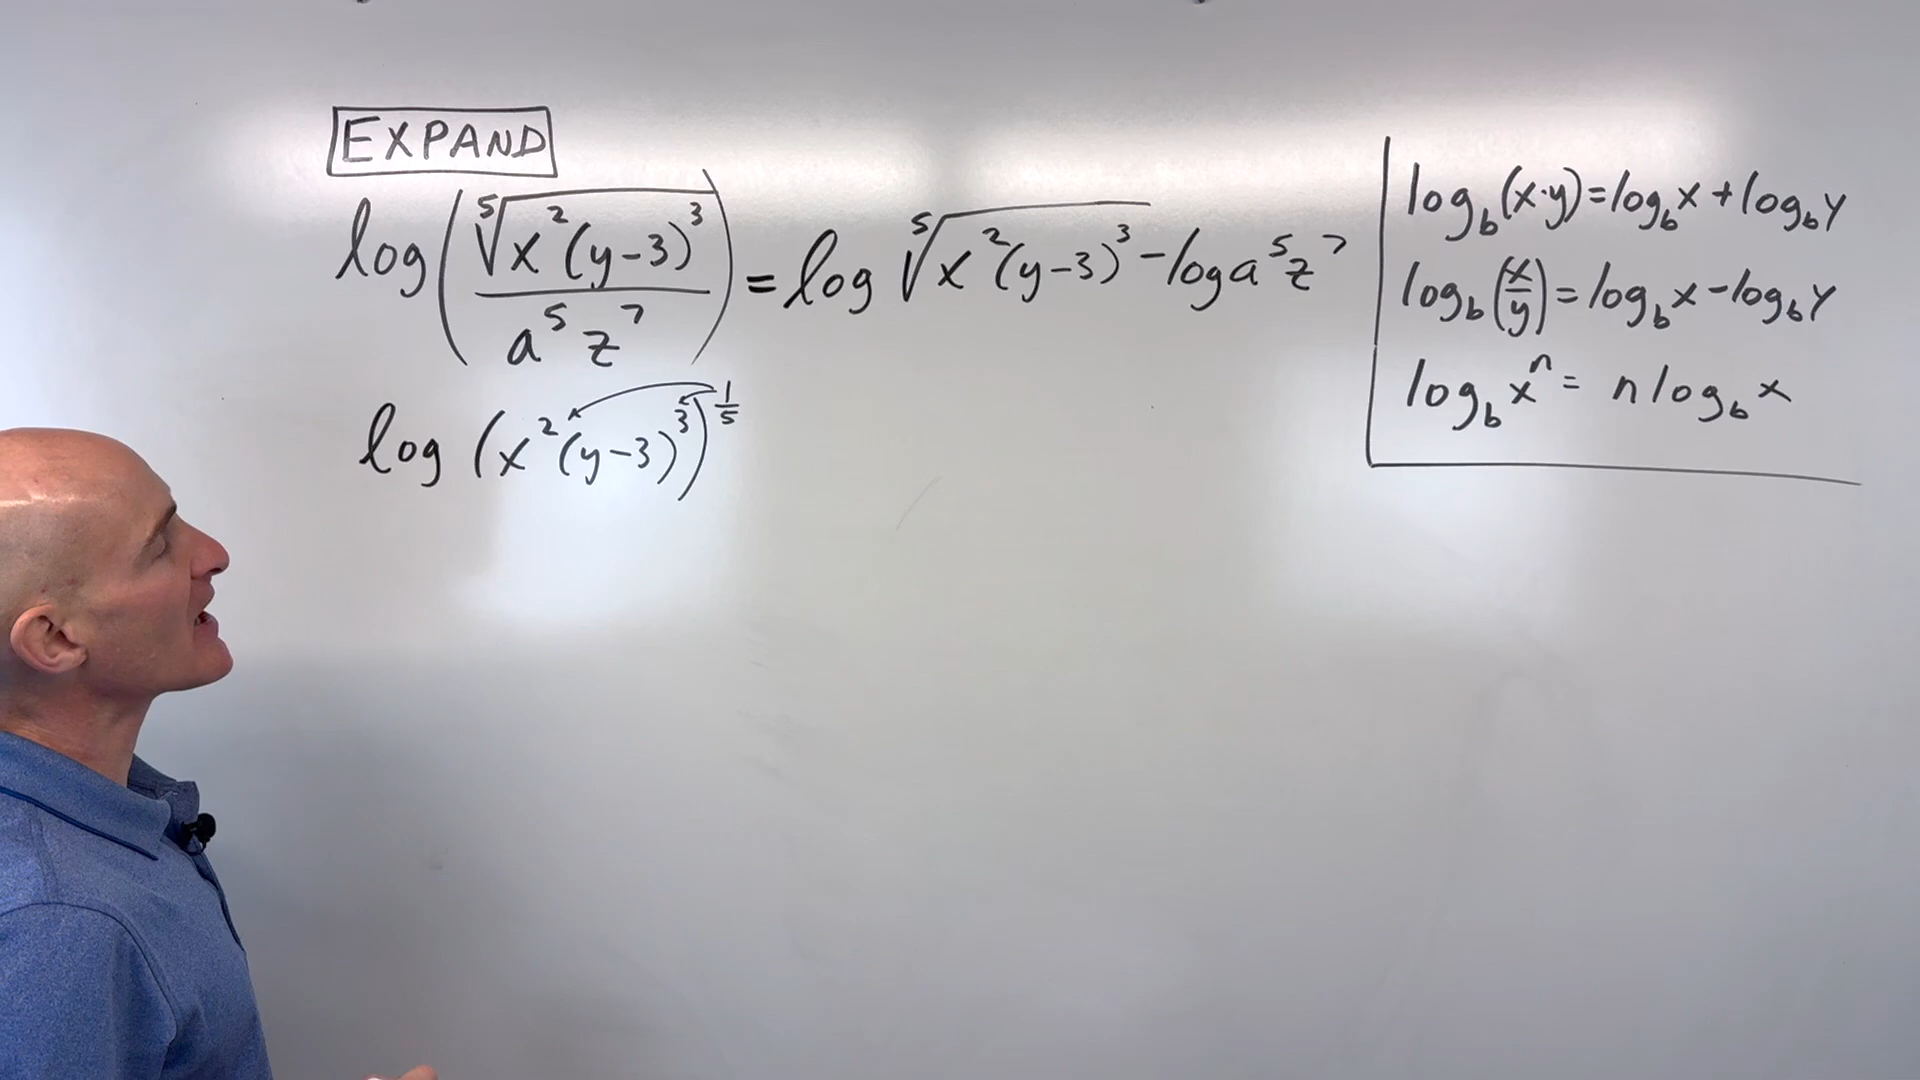 EXPAND
log(⁵√(x²(y-3)³) / a⁵z⁷) = log ⁵√(x²(y-3)³) - log a⁵z⁷
log (x²(y-3)³)^(1/5)
log_b(x·y) = log_b x + log_b y
log_b(x/y) = log_b x - log_b y
log_b xⁿ = n log_b x